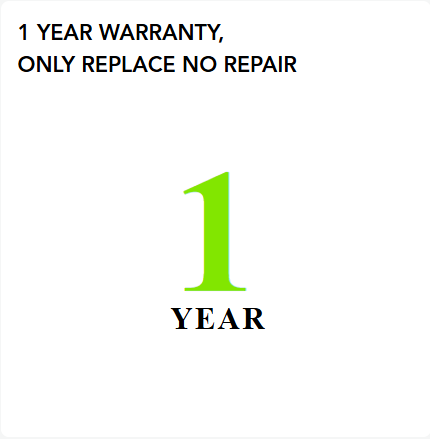 1 YEAR WARRANTY,
ONLY REPLACE NO REPAIR
1
YEAR